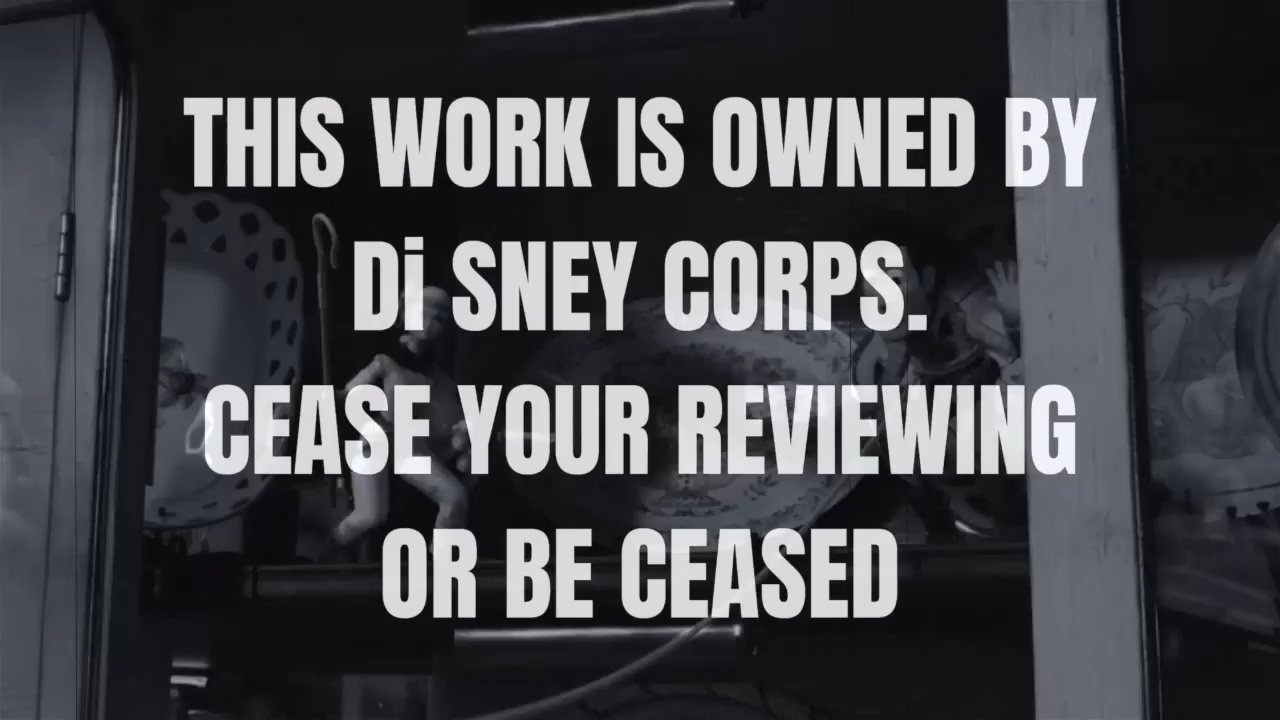 THIS WORK IS OWNED BY
Di SNEY CORPS.
CEASE YOUR REVIEWING
OR BE CEASED